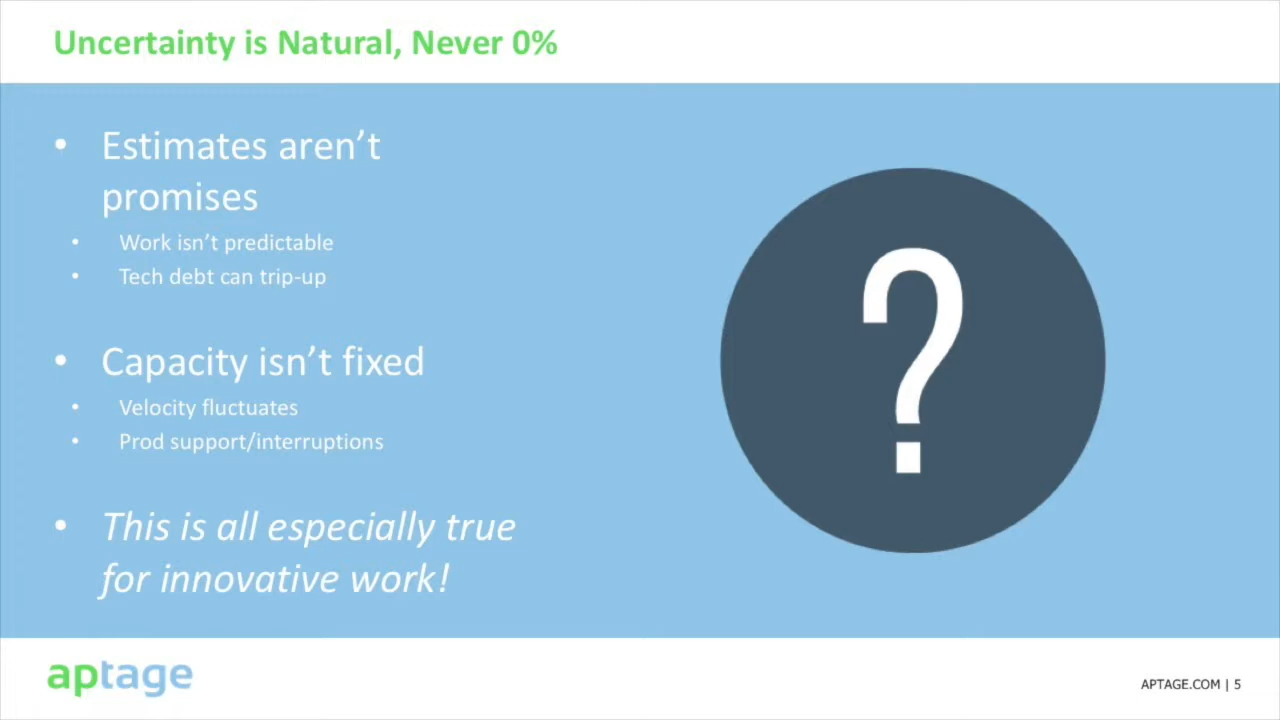 Uncertainty is Natural, Never 0%
• Estimates aren’t
promises
• Work isn’t predictable
• Tech debt can trip-up
• Capacity isn’t fixed
• Velocity fluctuates
• Prod support/interruptions
• This is all especially true
for innovative work!
?
aptage
APTAGE.COM | 5